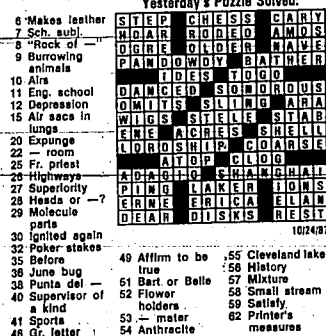 Yesterday's Puzzle Solved:
6 Makes leather
7 Sch. subj.
8 "Rock of —"
9 Burrowing
animals
10 Airs
11 Eng. school
12 Depression
15 Air sacs in
lungs
20 Expunge
22 — room
25 Fr. priest
26 Highways
27 Superiority
28 Heads or —?
29 Molecule
parts
30 Ignited again
32 Poker stakes
35 Before
36 June bug
38 Punta del —
40 Supervisor of
a kind
41 Sports
46 Gr. letter
STEP CHESS CARY
HOAR RODEO AMOS
OGRE OLDER NAVE
PANDOWDY BATHER
IDES TOGO
DANCED SONOROUS
OMITS SLING ARA
WIGS STELE STAB
ENE ACRES SHELL
LORDSHIP COARSE
ATOP CLOG
ADAGIO SHANGHAI
PING LAKER IONS
ERNE ERICA ELAN
DEAR DISKS REST
10/24/87
49 Affirm to be
true
51 Bart. or Belle
52 Flower
holders
53 — mater
54 Anthracite
55 Cleveland lake
56 History
57 Mixture
58 Small stream
59 Satisfy
62 Printer's
measures